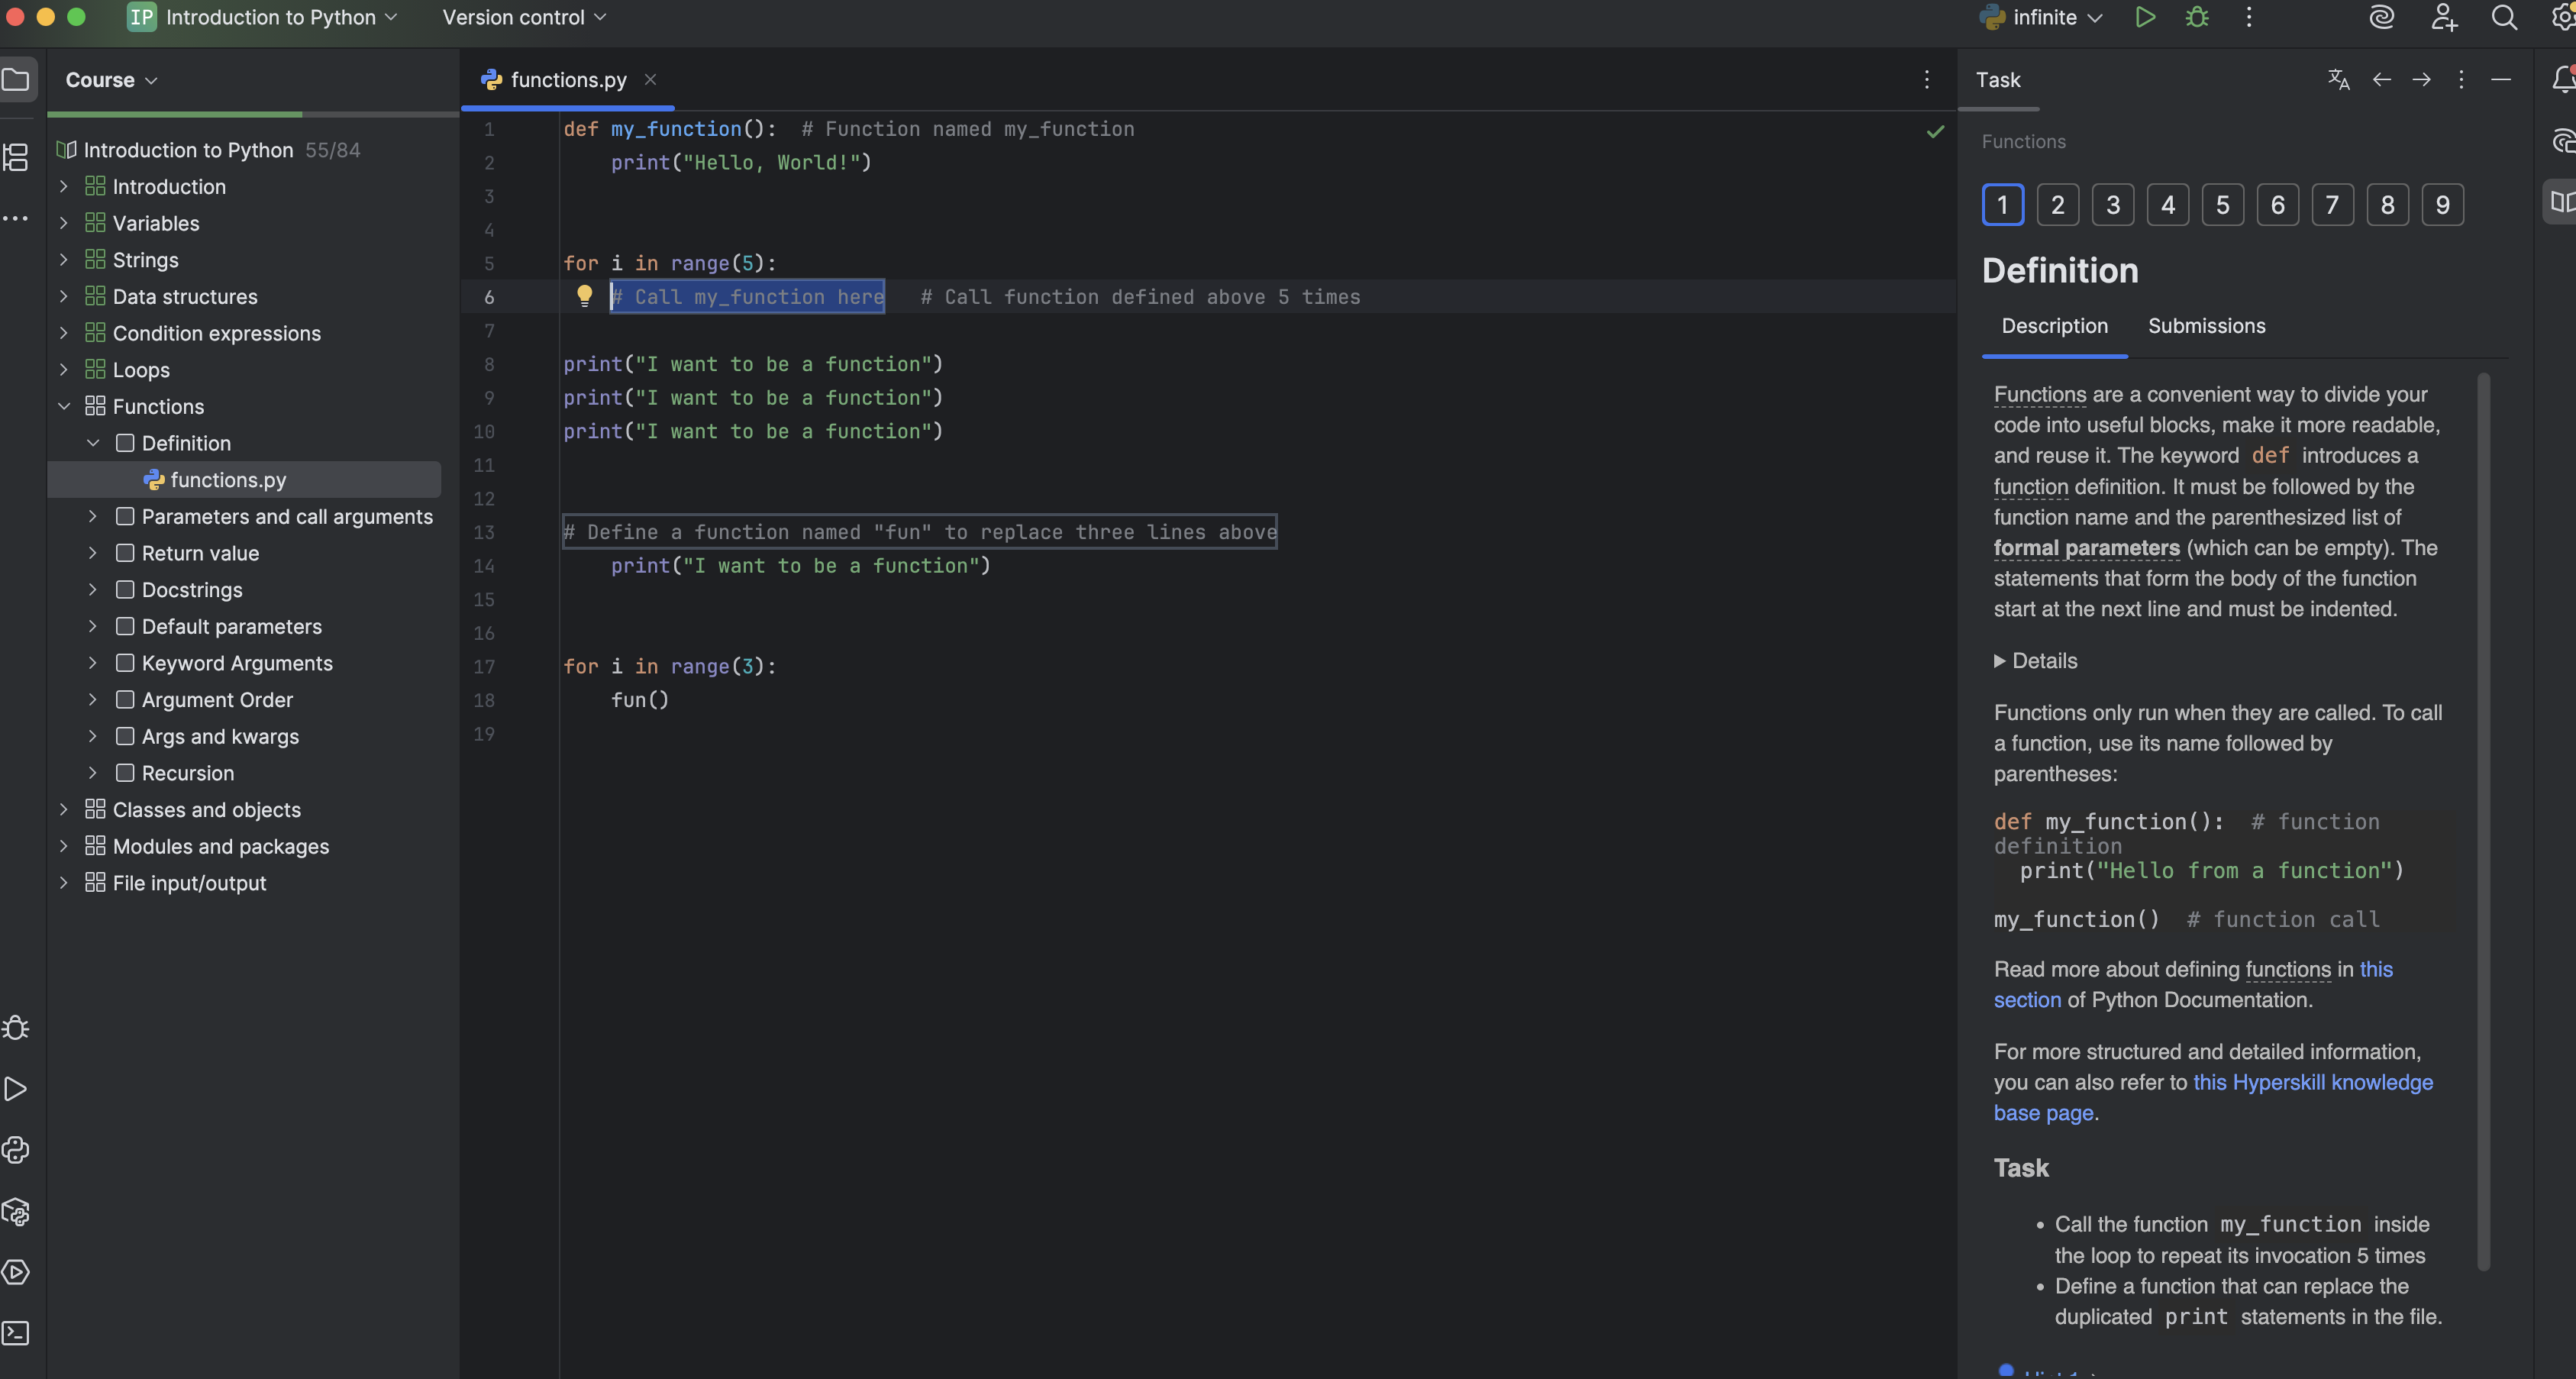 IP Introduction to Python Version control infinite
Course
Introduction to Python 55/84
Introduction
Variables
Strings
Data structures
Condition expressions
Loops
Functions
Definition
functions.py
Parameters and call arguments
Return value
Docstrings
Default parameters
Keyword Arguments
Argument Order
Args and kwargs
Recursion
Classes and objects
Modules and packages
File input/output
functions.py
1 def my_function():  # Function named my_function
2     print("Hello, World!")
3
4
5 for i in range(5):
6     # Call my_function here   # Call function defined above 5 times
7
8 print("I want to be a function")
9 print("I want to be a function")
10 print("I want to be a function")
11
12
13 # Define a function named "fun" to replace three lines above
14     print("I want to be a function")
15
16
17 for i in range(3):
18     fun()
19
Task
Functions
1 2 3 4 5 6 7 8 9
Definition
Description Submissions
Functions are a convenient way to divide your
code into useful blocks, make it more readable,
and reuse it. The keyword def introduces a
function definition. It must be followed by the
function name and the parenthesized list of
formal parameters (which can be empty). The
statements that form the body of the function
start at the next line and must be indented.
Details
Functions only run when they are called. To call
a function, use its name followed by
parentheses:
def my_function():  # function
definition
  print("Hello from a function")
my_function()  # function call
Read more about defining functions in this
section of Python Documentation.
For more structured and detailed information,
you can also refer to this Hyperskill knowledge
base page.
Task
• Call the function my_function inside
the loop to repeat its invocation 5 times
• Define a function that can replace the
duplicated print statements in the file.